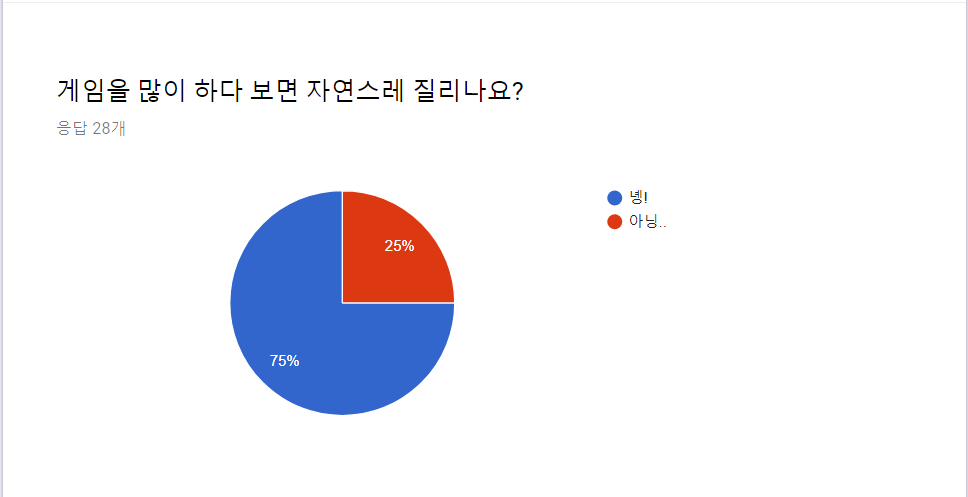 게임을 많이 하다 보면 자연스레 질리나요?
응답 28개
넹!
아닝..
25%
75%